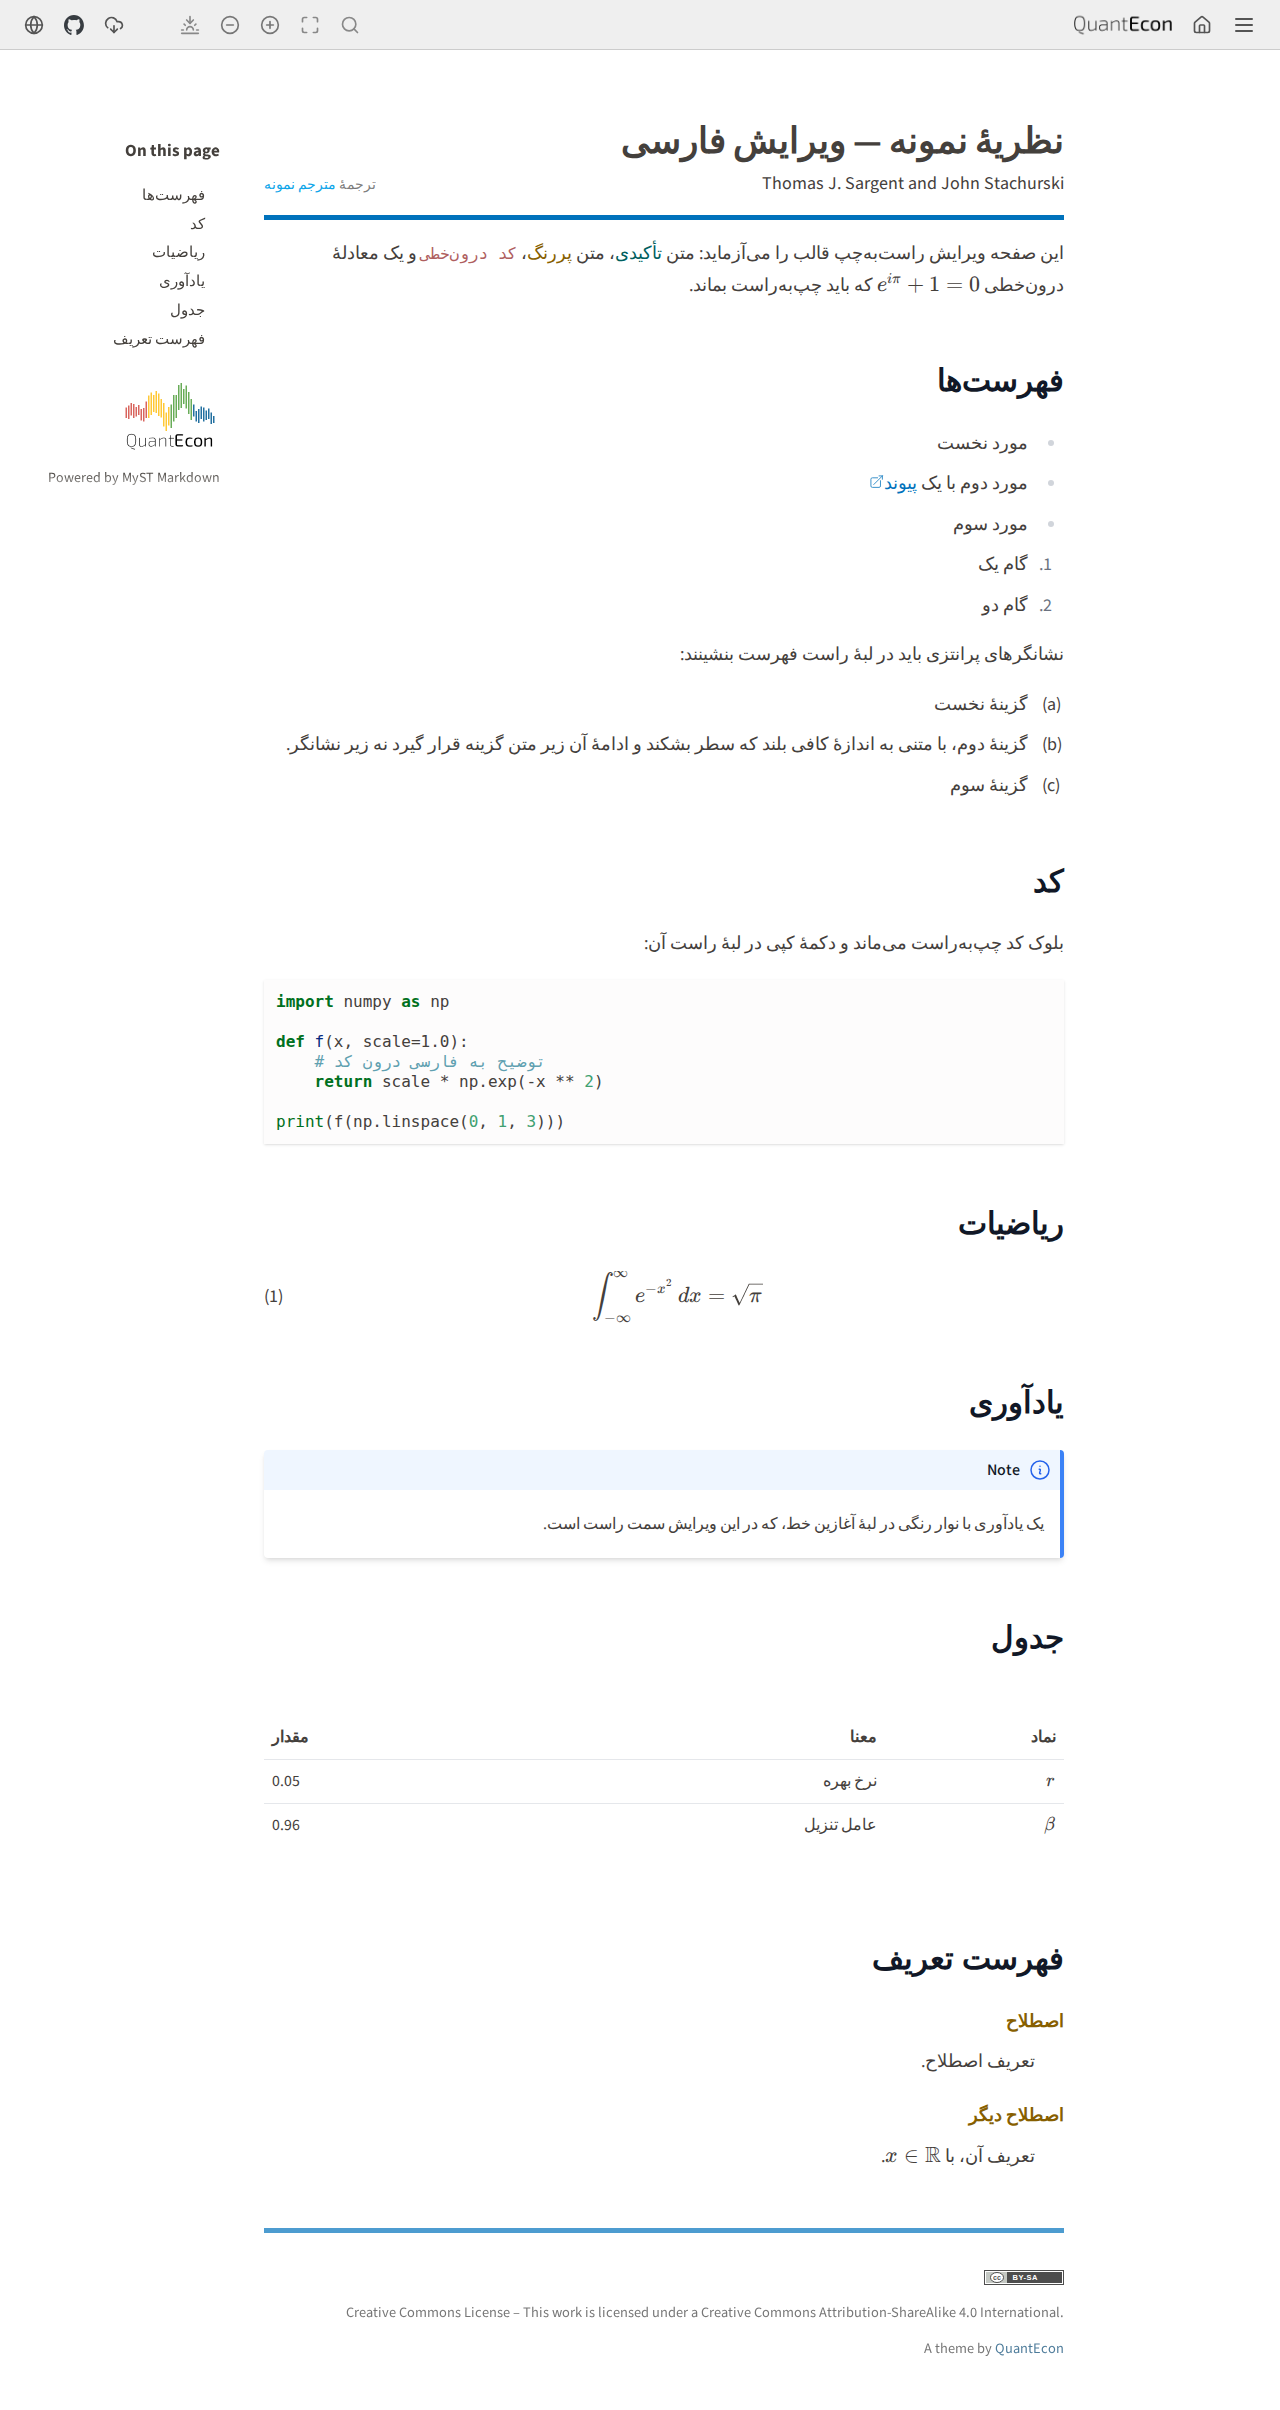 QuantEcon
نظریهٔ نمونه — ویرایش فارسی
Thomas J. Sargent and John Stachurski
ترجمهٔ مترجم نمونه
On this page
فهرست‌ها
کد
ریاضیات
یادآوری
جدول
فهرست تعریف
QuantEcon
Powered by MyST Markdown
این صفحه ویرایش راست‌به‌چپ قالب را می‌آزماید: متن تأکیدی، متن پررنگ، کد درون‌خطی و یک معادلهٔ
درون‌خطی e^{iπ} + 1 = 0 که باید چپ‌به‌راست بماند.
فهرست‌ها
مورد نخست
مورد دوم با یک پیوند
مورد سوم
1. گام یک
2. گام دو
نشانگرهای پرانتزی باید در لبهٔ راست فهرست بنشینند:
(a) گزینهٔ نخست
(b) گزینهٔ دوم، با متنی به اندازهٔ کافی بلند که سطر بشکند و ادامهٔ آن زیر متن گزینه قرار گیرد نه زیر نشانگر.
(c) گزینهٔ سوم
کد
بلوک کد چپ‌به‌راست می‌ماند و دکمهٔ کپی در لبهٔ راست آن:
import numpy as np
def f(x, scale=1.0):
# توضیح به فارسی درون کد
return scale * np.exp(-x ** 2)
print(f(np.linspace(0, 1, 3)))
ریاضیات
∫_{−∞}^{∞} e^{−x^2} dx = √π (1)
یادآوری
Note
یک یادآوری با نوار رنگی در لبهٔ آغازین خط، که در این ویرایش سمت راست است.
جدول
نماد معنا مقدار
r نرخ بهره 0.05
β عامل تنزیل 0.96
فهرست تعریف
اصطلاح
تعریف اصطلاح.
اصطلاح دیگر
تعریف آن، با x ∈ ℝ.
cc BY-SA
Creative Commons License – This work is licensed under a Creative Commons Attribution-ShareAlike 4.0 International.
A theme by QuantEcon